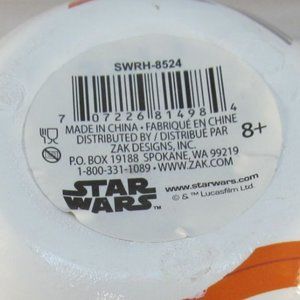 SWRH-8524
7 07226 81498 4
MADE IN CHINA • FABRIQUÉ EN CHINE
DISTRIBUTED BY / DISTRIBUÉ PAR
ZAK DESIGNS, INC.
P.O. BOX 19188 SPOKANE, WA 99219
1-800-331-1089 • WWW.ZAK.COM
8+
STAR WARS
www.starwars.com
© & ™ Lucasfilm Ltd.